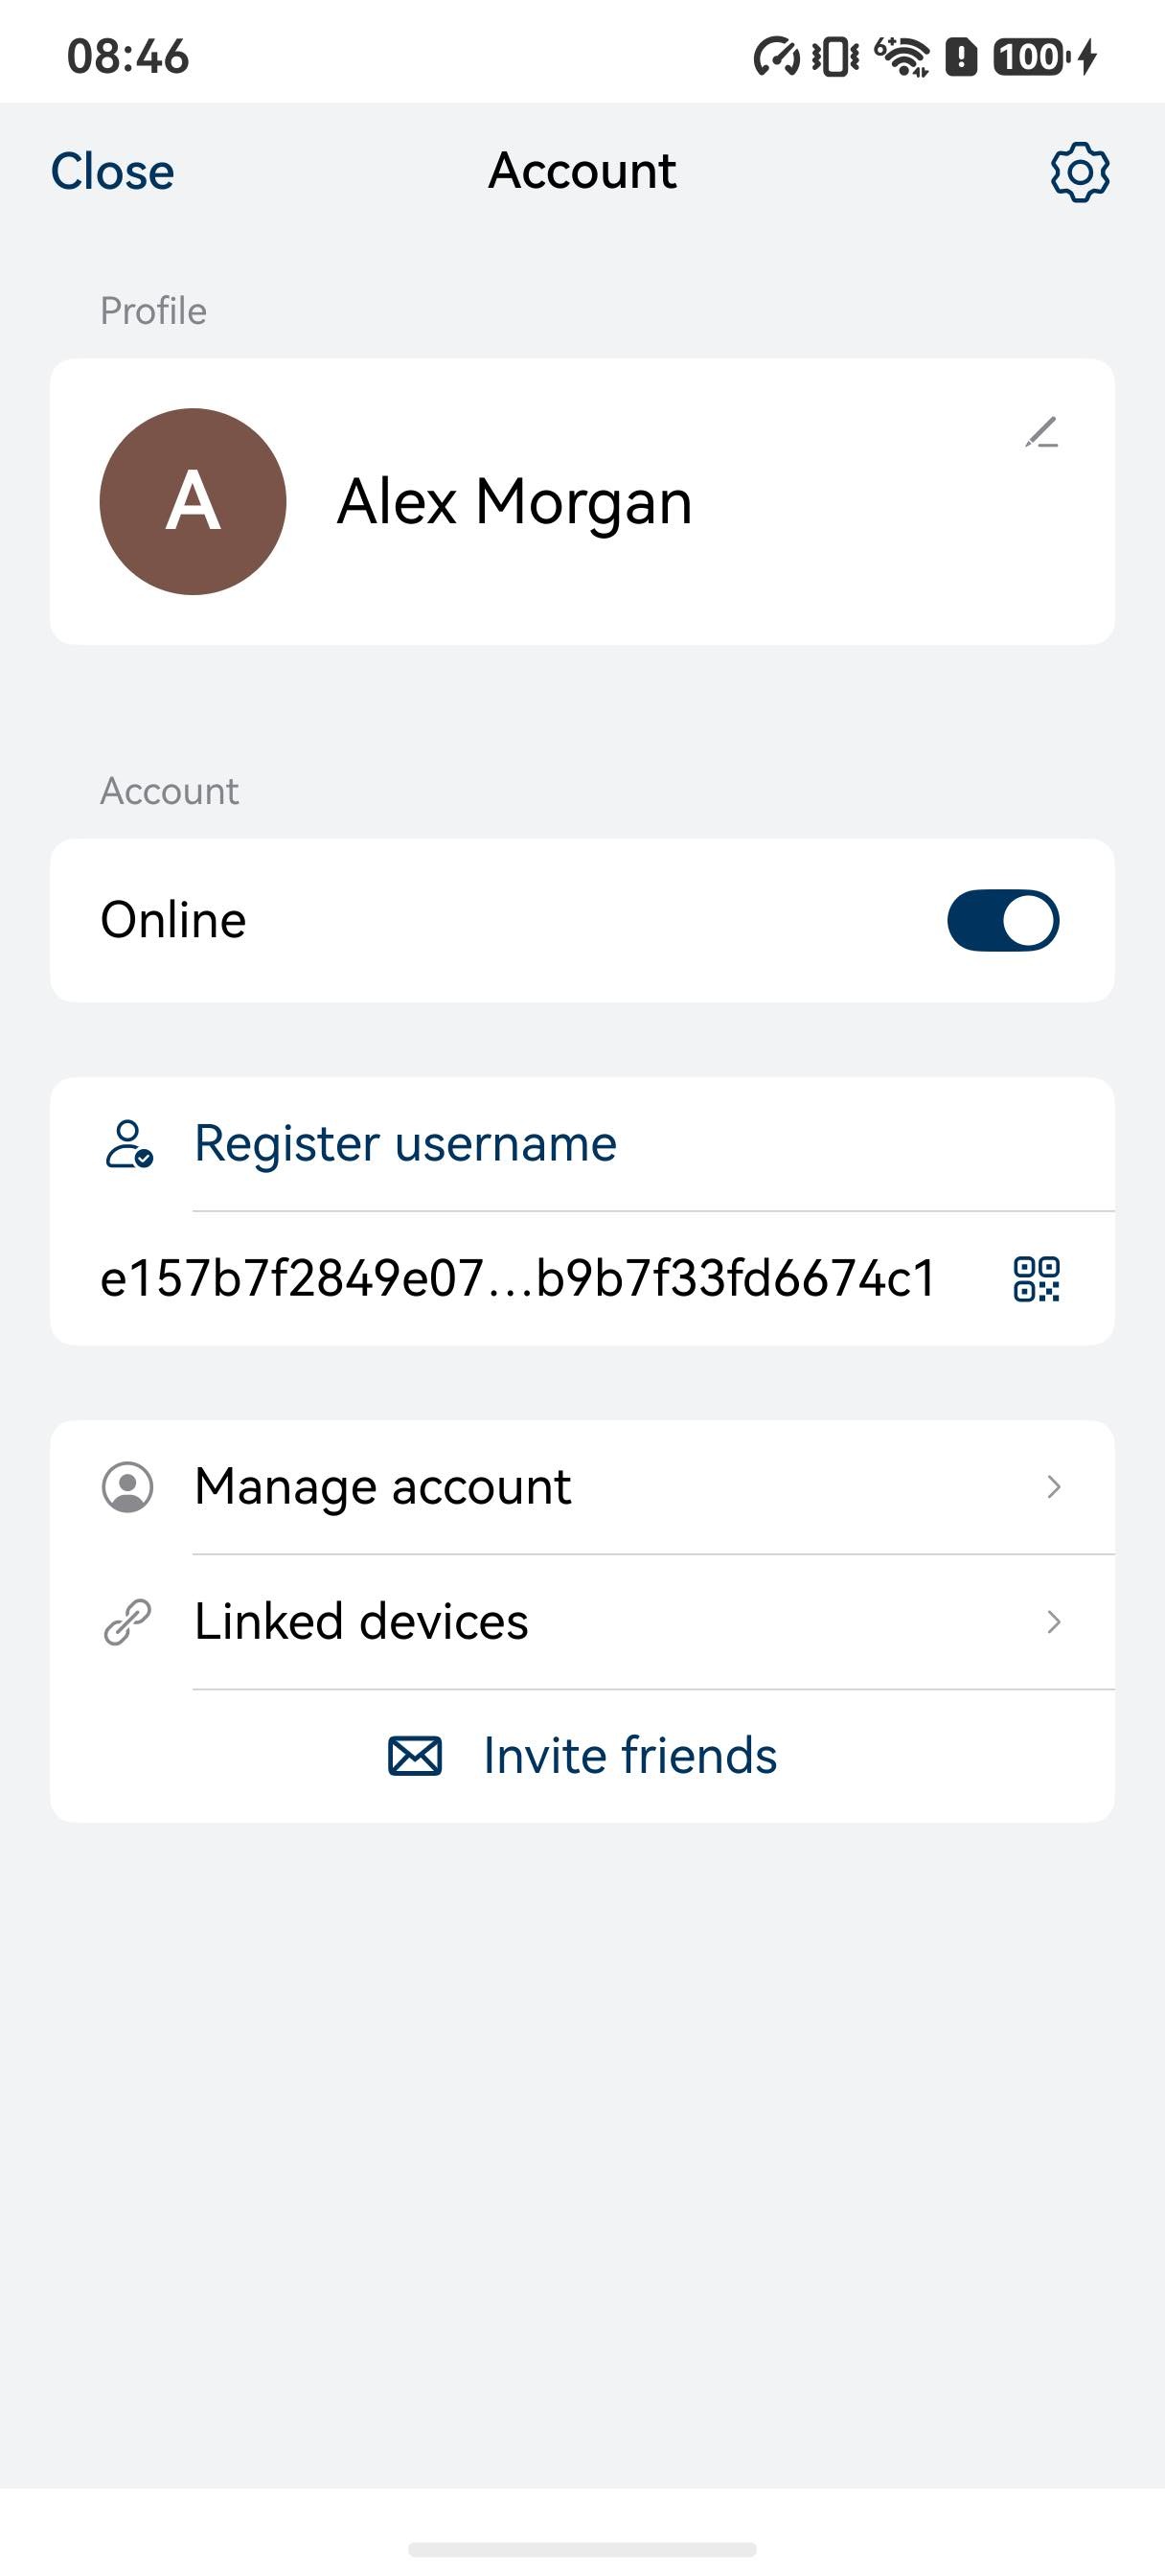 08:46
100
Close
Account
Profile
A
Alex Morgan
Account
Online
Register username
e157b7f2849e07...b9b7f33fd6674c1
Manage account
Linked devices
Invite friends